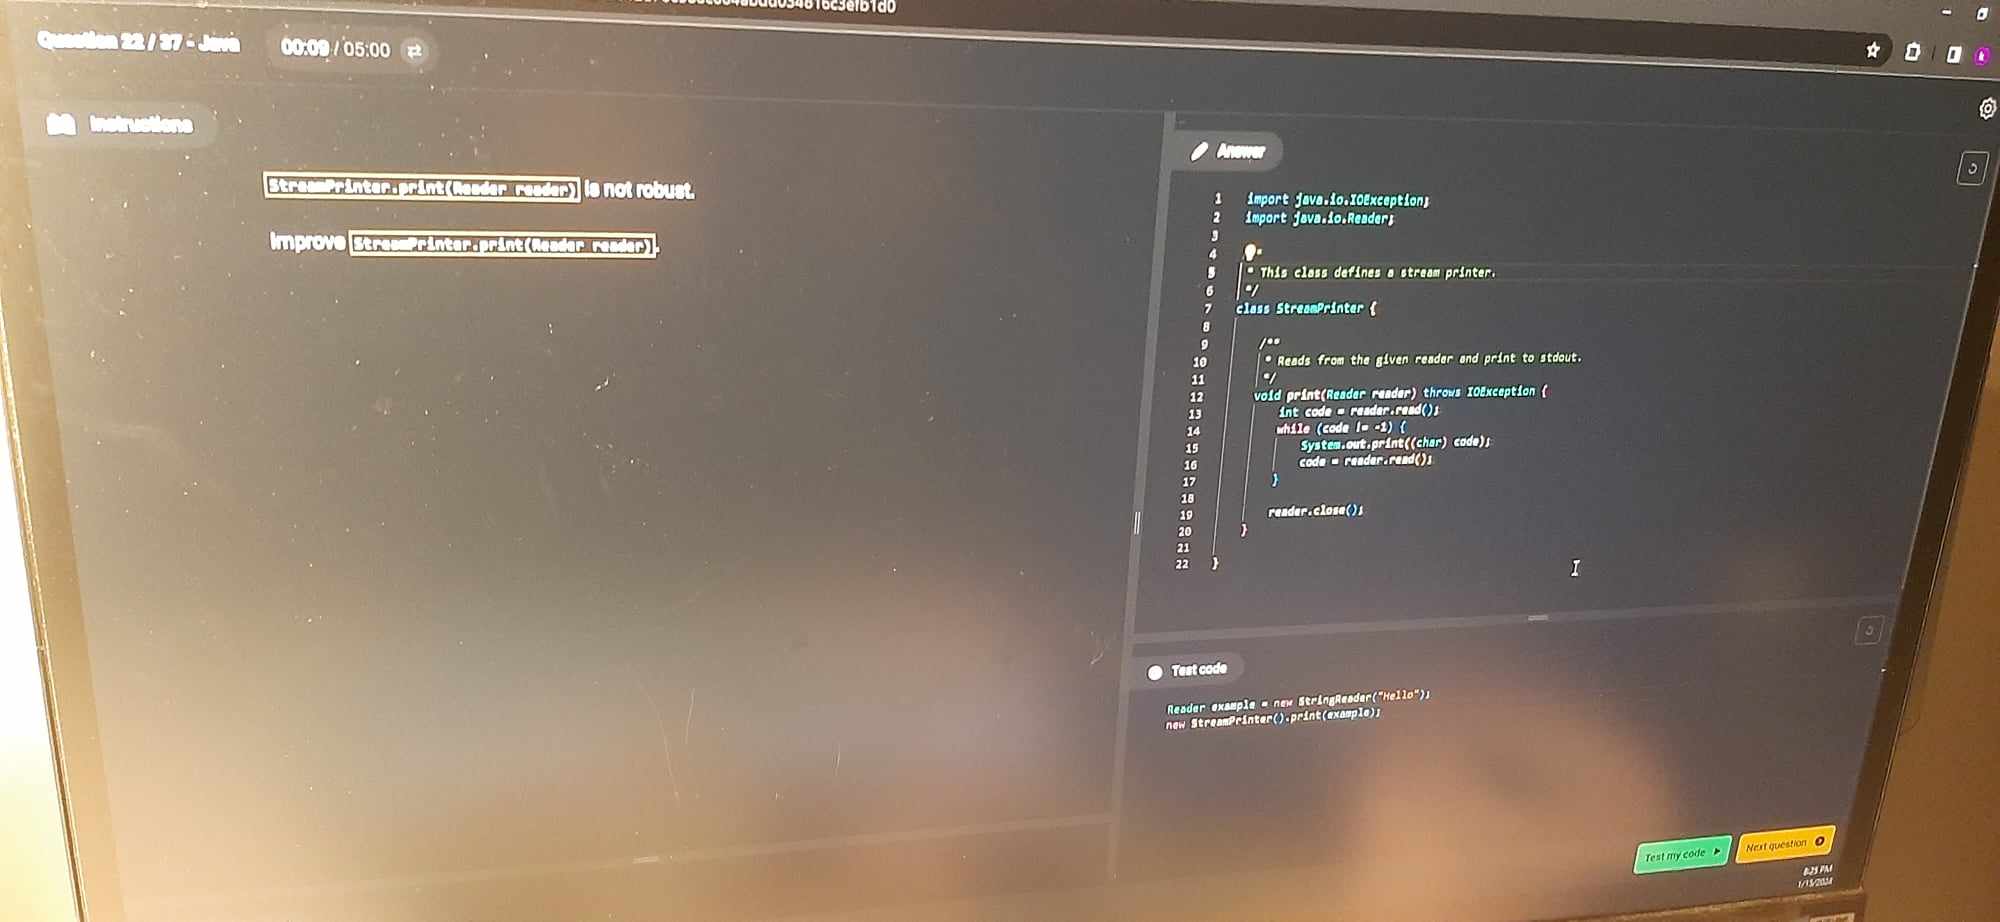 Question 22 / 37 - Java
00:09 / 05:00
Instructions
StreamPrinter.print(Reader reader) is not robust.
Improve StreamPrinter.print(Reader reader).
Answer
1 import java.io.IOException;
2 import java.io.Reader;
3
4 *
5 * This class defines a stream printer.
6 */
7 class StreamPrinter {
8
9 /**
10 * Reads from the given reader and print to stdout.
11 */
12 void print(Reader reader) throws IOException {
13 int code = reader.read();
14 while (code != -1) {
15 System.out.print((char) code);
16 code = reader.read();
17 }
18
19 reader.close();
20 }
21
22 }
Test code
Reader example = new StringReader("Hello");
new StreamPrinter().print(example);
Test my code
Next question
8:25 PM
1/15/2024